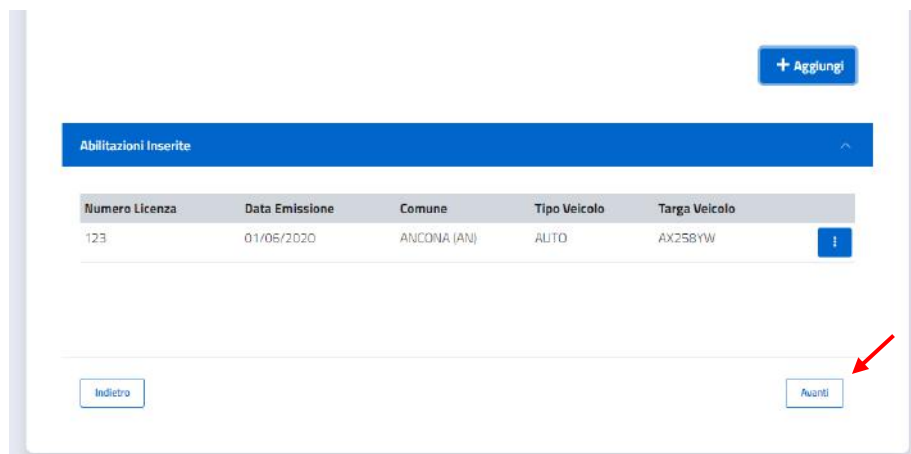 + Aggiungi
Abilitazioni Inserite
Numero Licenza Data Emissione Comune Tipo Veicolo Targa Veicolo
123 01/06/2020 ANCONA (AN) AUTO AX258YW
Indietro Avanti